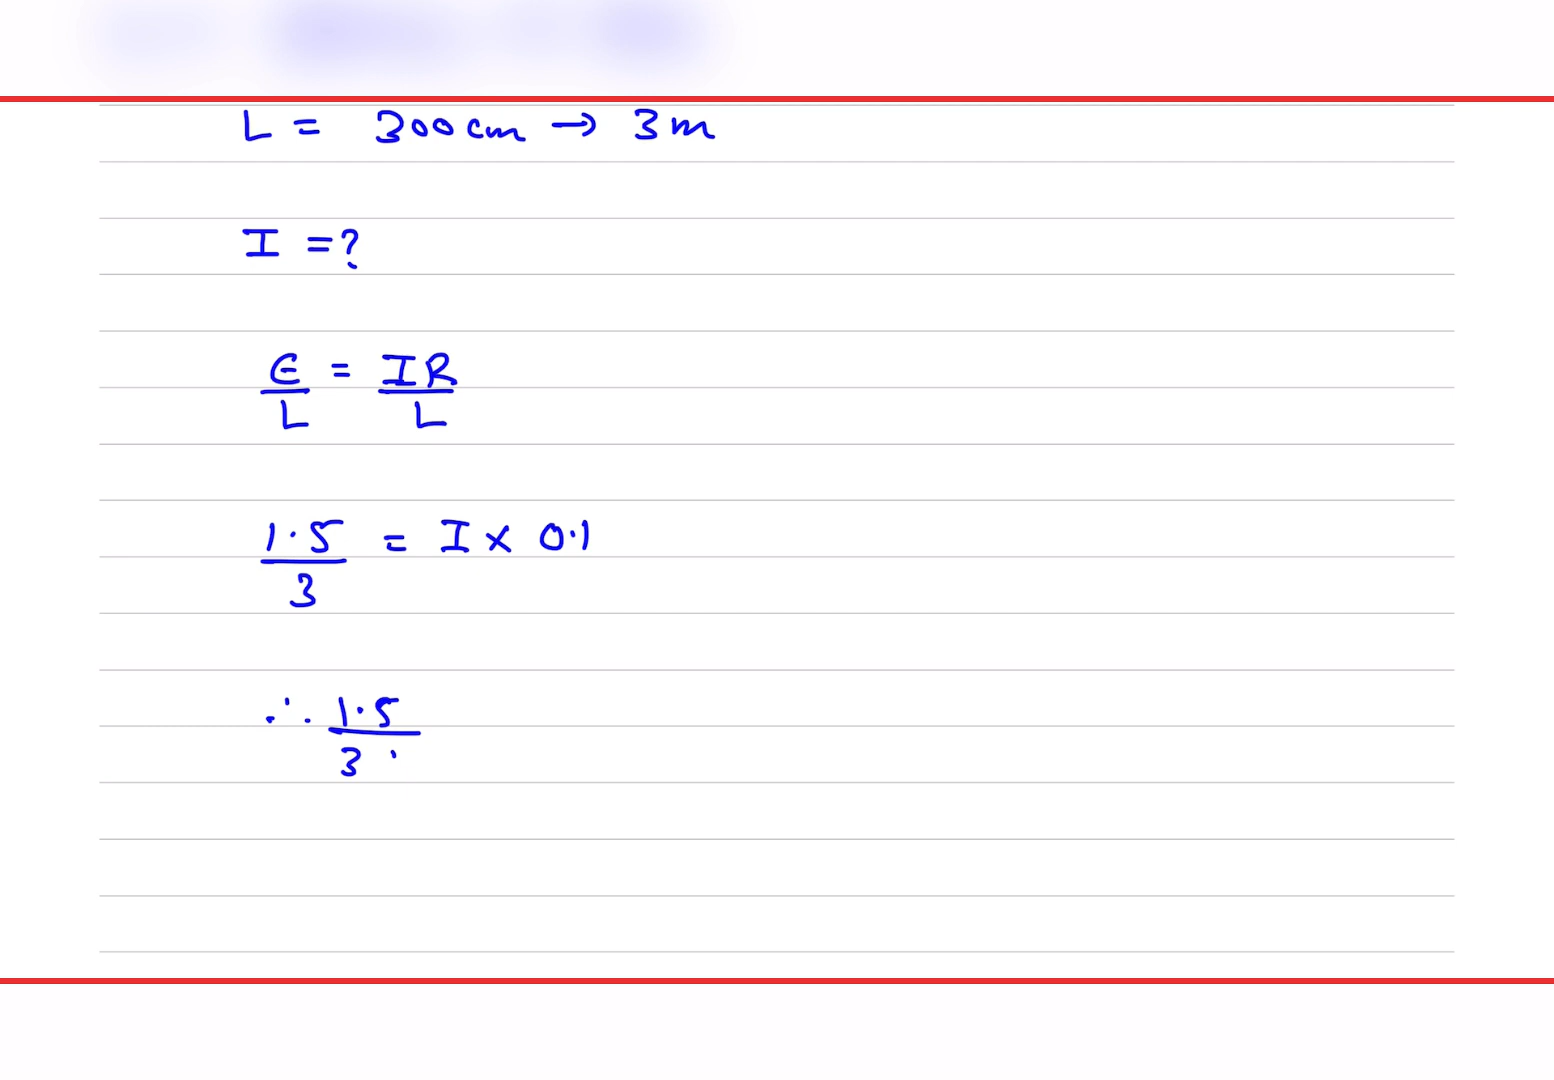 L = 300 cm → 3 m
I = ?
E/L = IR/L
1.5/3 = I × 0.1
∴ 1.5/3 .